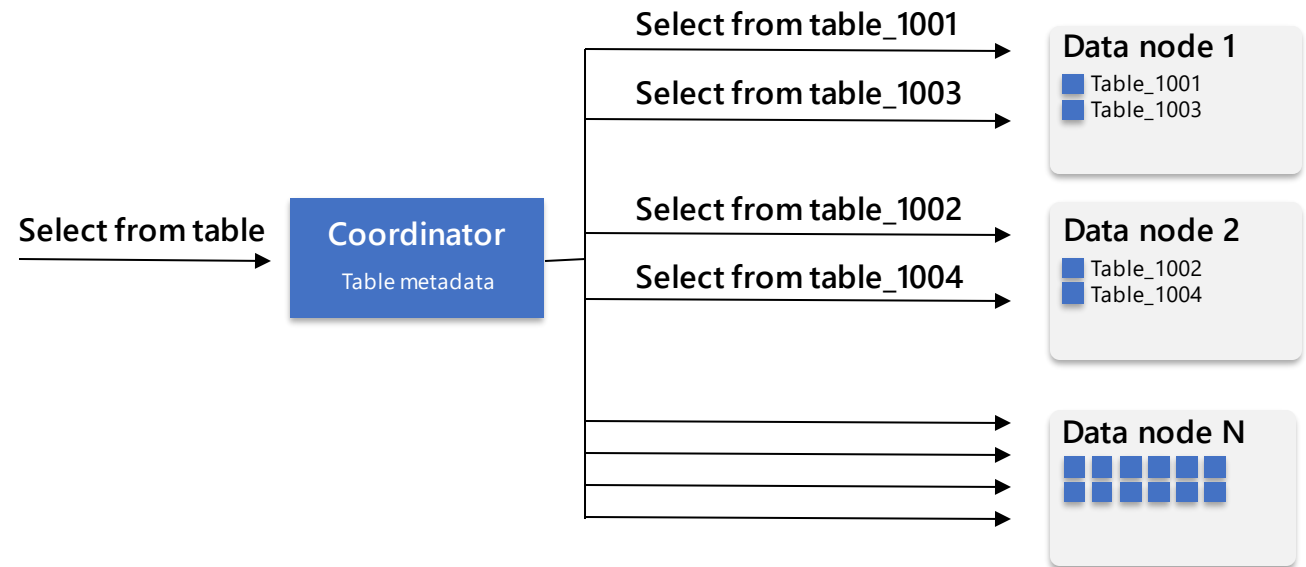 Select from table
Coordinator
Table metadata
Select from table_1001
Select from table_1003
Select from table_1002
Select from table_1004
Data node 1
Table_1001
Table_1003
Data node 2
Table_1002
Table_1004
Data node N